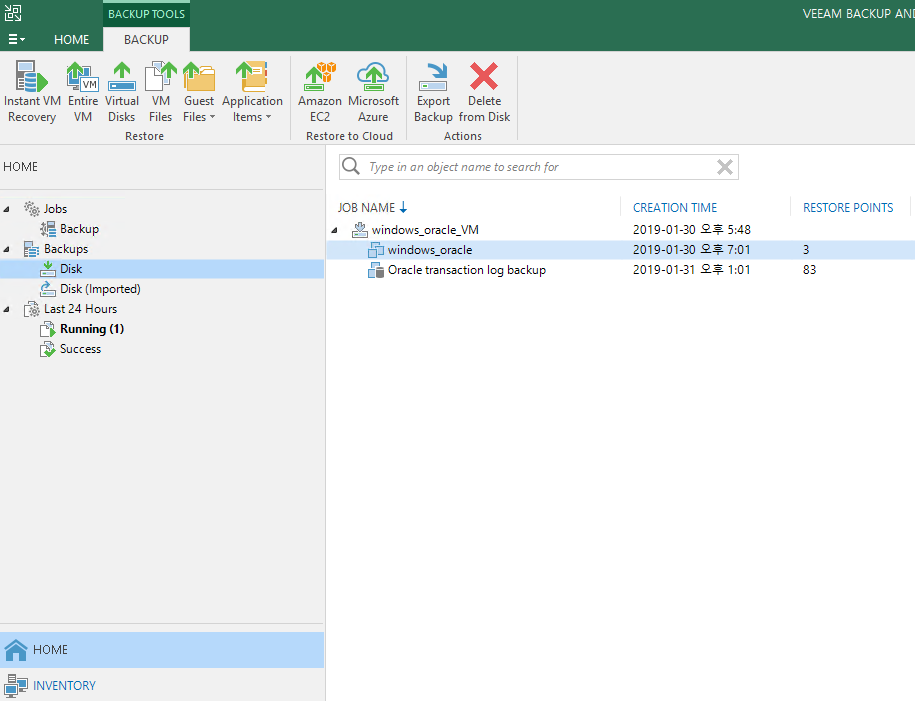 BACKUP TOOLS
VEEAM BACKUP AND
HOME BACKUP
Instant VM Recovery
Entire VM
Virtual Disks
VM Files
Guest Files
Application Items
Restore
Amazon EC2
Microsoft Azure
Restore to Cloud
Export Backup
Delete from Disk
Actions
HOME
Type in an object name to search for
Jobs
Backup
Backups
Disk
Disk (Imported)
Last 24 Hours
Running (1)
Success
JOB NAME CREATION TIME RESTORE POINTS
windows_oracle_VM 2019-01-30 오후 5:48
windows_oracle 2019-01-30 오후 7:01 3
Oracle transaction log backup 2019-01-31 오후 1:01 83
HOME
INVENTORY